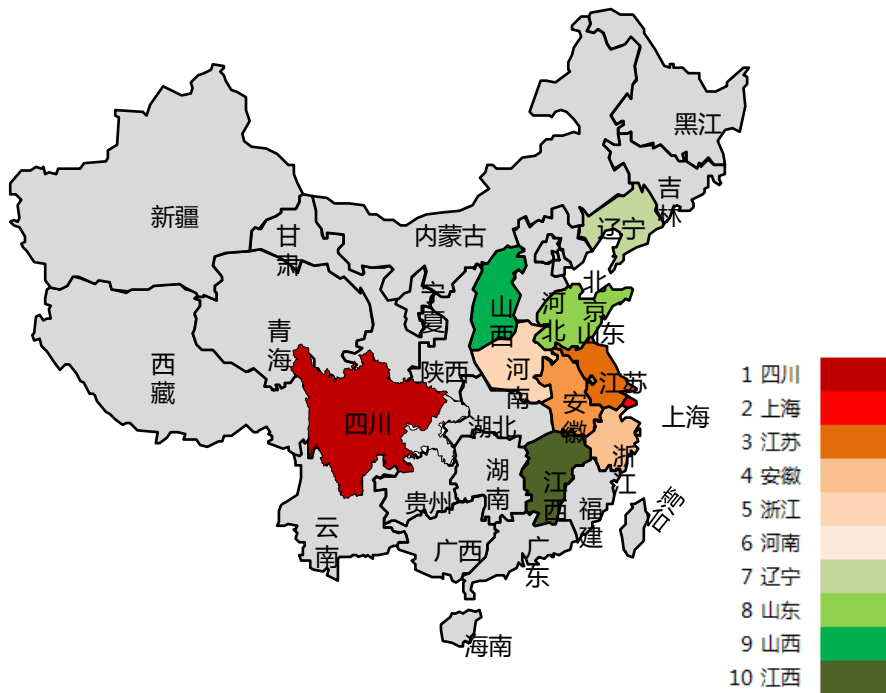 黑江
吉林
辽宁
新疆
甘肃
内蒙古
宁夏
山西
河北
北京
山东
青海
西藏
陕西
河南
江苏
安徽
上海
四川
湖北
浙江
湖南
江西
贵州
福建
台湾
云南
广西
广东
海南
1 四川
2 上海
3 江苏
4 安徽
5 浙江
6 河南
7 辽宁
8 山东
9 山西
10 江西